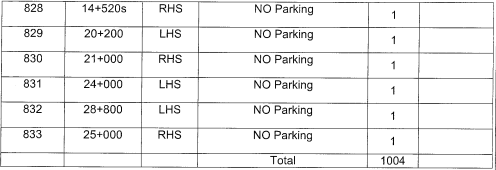 828 14+520s RHS NO Parking 1
829 20+200 LHS NO Parking 1
830 21+000 RHS NO Parking 1
831 24+000 LHS NO Parking 1
832 28+800 LHS NO Parking 1
833 25+000 RHS NO Parking 1
Total 1004